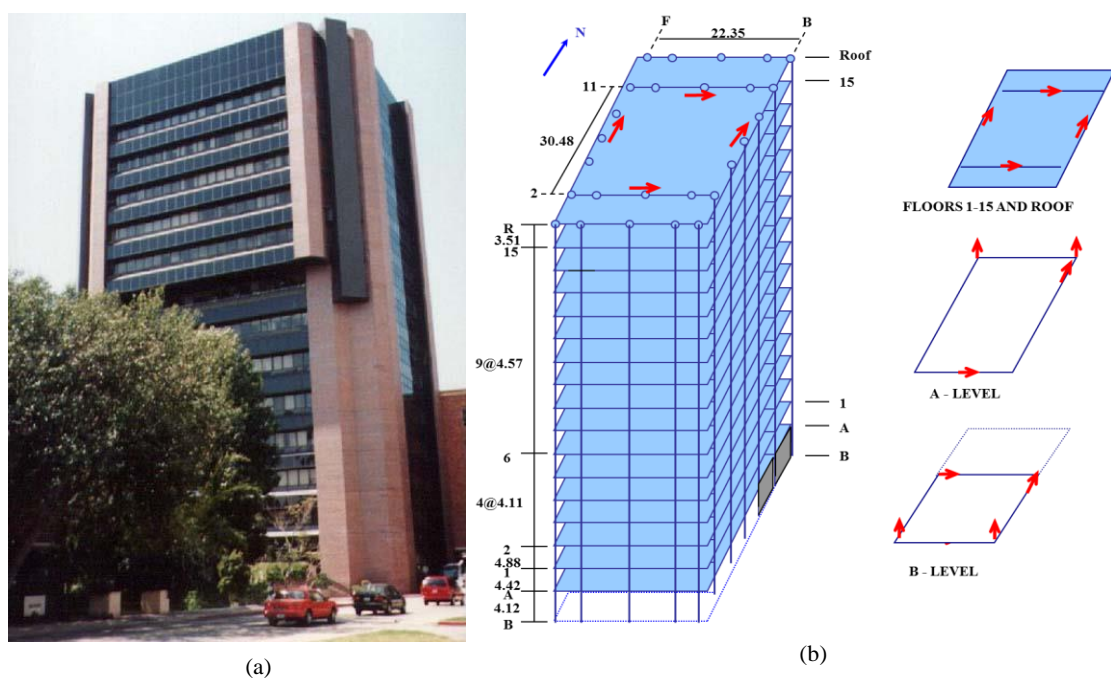 F
B
N
22.35
Roof
15
11
30.48
2
R
3.51
15
9@4.57
6
4@4.11
2
4.88
1
4.42
A
4.12
B
1
A
B
FLOORS 1-15 AND ROOF
A - LEVEL
B - LEVEL
(a)
(b)